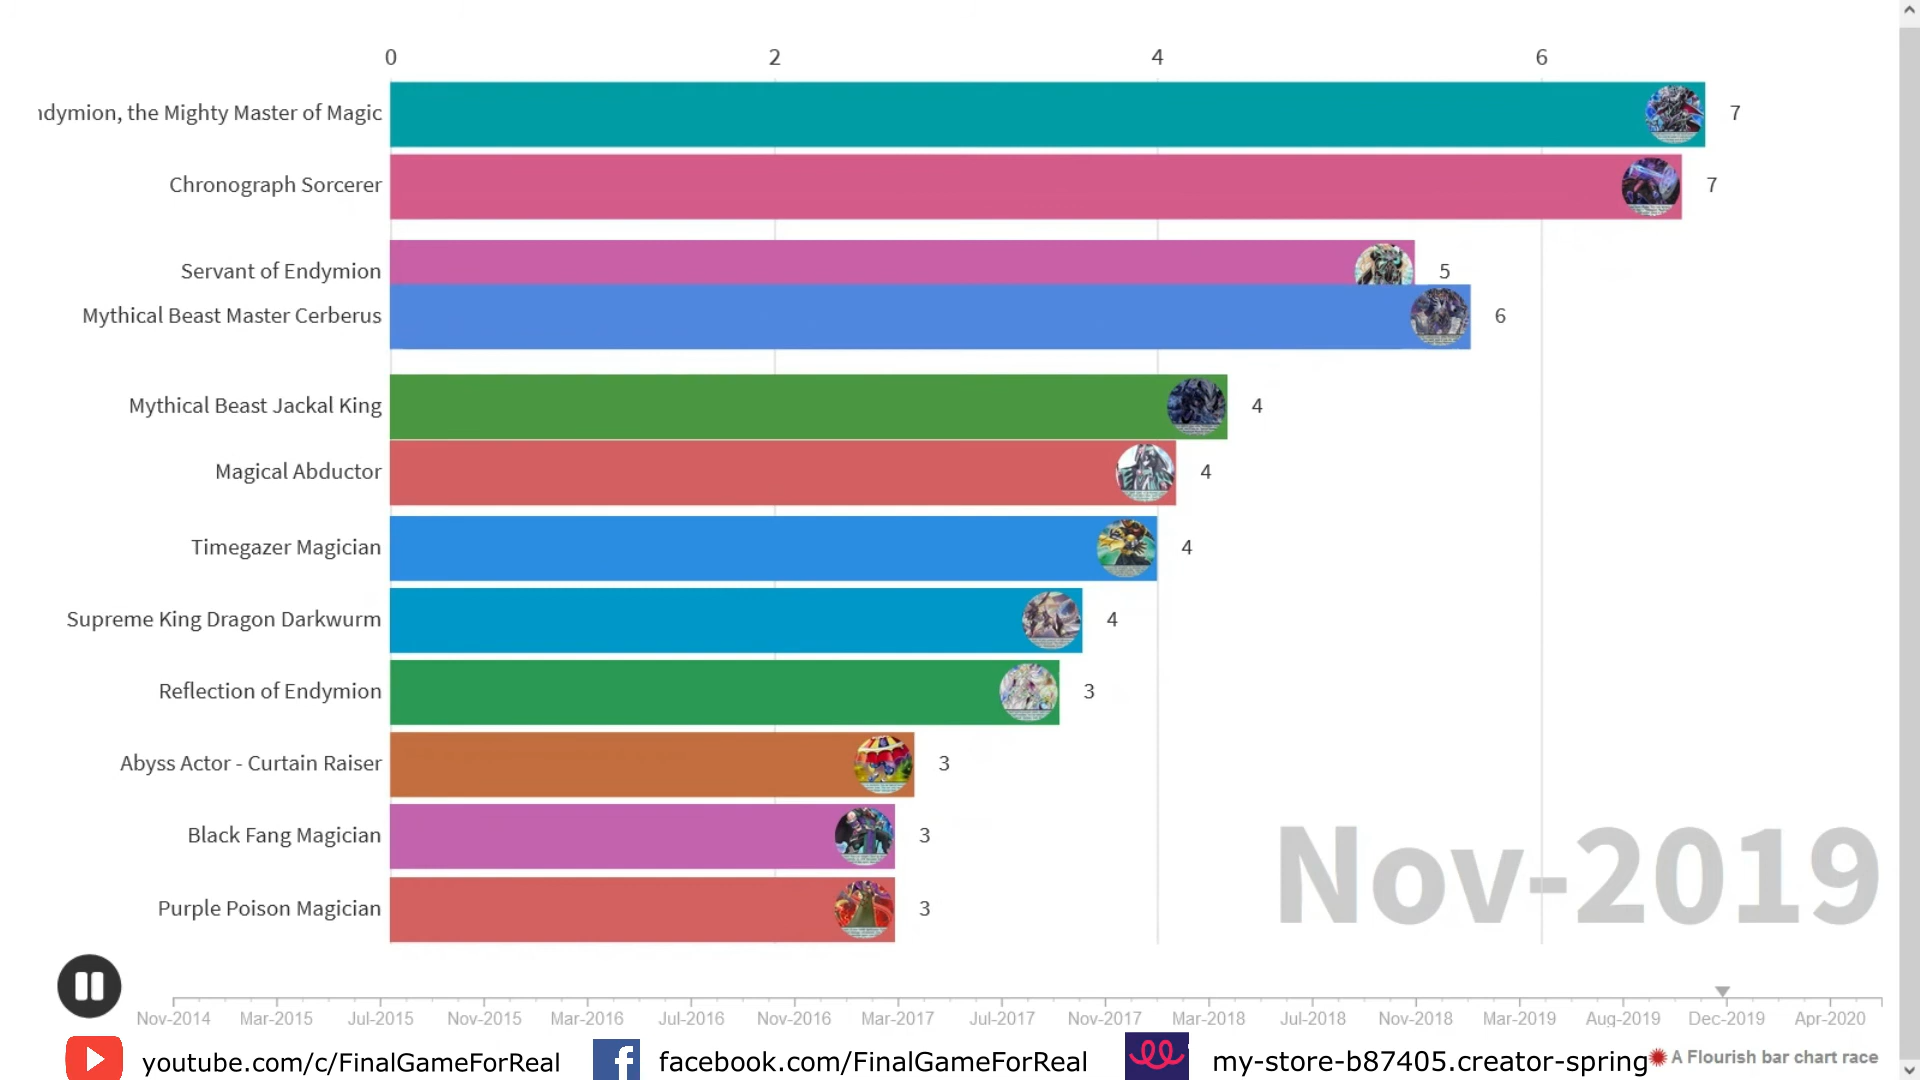 0 2 4 6
ndymion, the Mighty Master of Magic 7
Chronograph Sorcerer 7
Servant of Endymion 5
Mythical Beast Master Cerberus 6
Mythical Beast Jackal King 4
Magical Abductor 4
Timegazer Magician 4
Supreme King Dragon Darkwurm 4
Reflection of Endymion 3
Abyss Actor - Curtain Raiser 3
Black Fang Magician 3
Purple Poison Magician 3
Nov-2019
Nov-2014 Mar-2015 Jul-2015 Nov-2015 Mar-2016 Jul-2016 Nov-2016 Mar-2017 Jul-2017 Nov-2017 Mar-2018 Jul-2018 Nov-2018 Mar-2019 Aug-2019 Dec-2019 Apr-2020
youtube.com/c/FinalGameForReal facebook.com/FinalGameForReal my-store-b87405.creator-spring A Flourish bar chart race